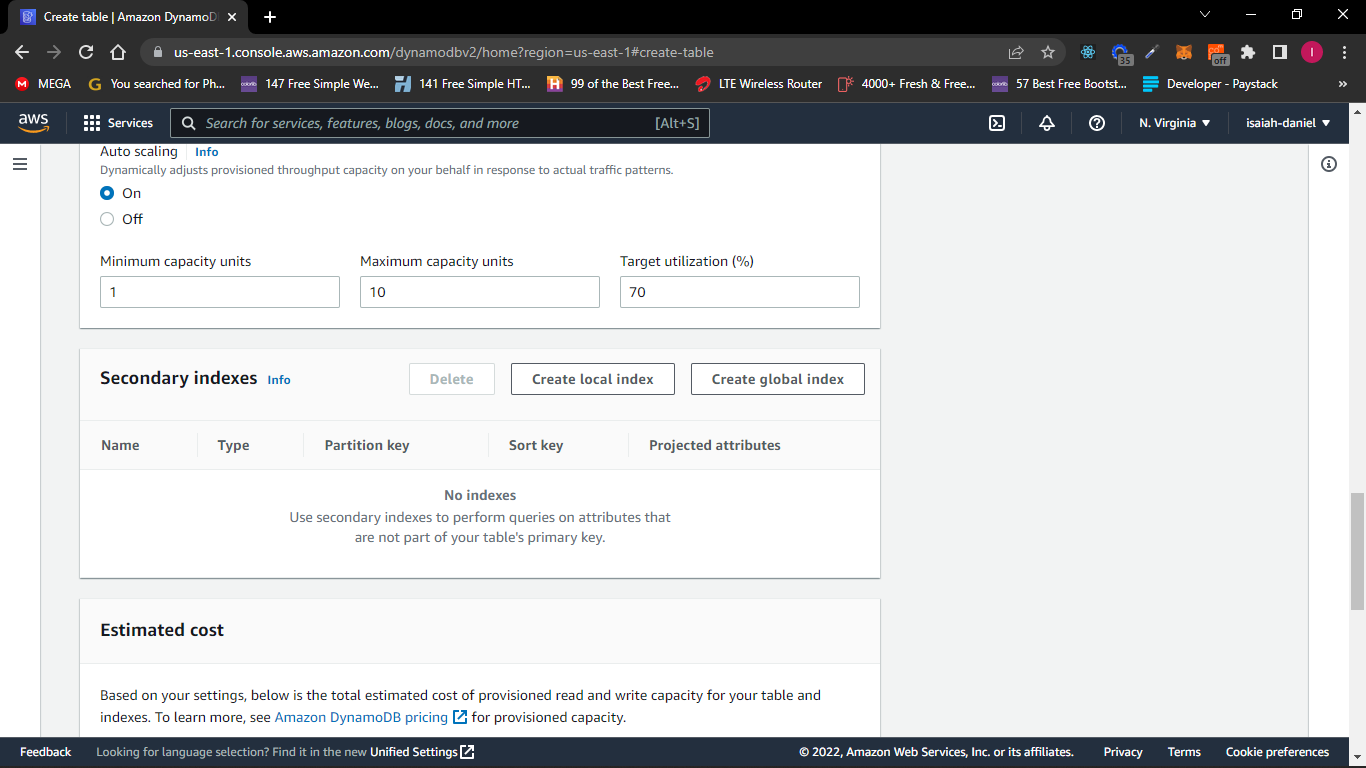 Create table | Amazon DynamoD
us-east-1.console.aws.amazon.com/dynamodbv2/home?region=us-east-1#create-table
35
off
I
M MEGA G You searched for Ph... colorlib 147 Free Simple We... 141 Free Simple HT... H 99 of the Best Free... LTE Wireless Router 4000+ Fresh & Free... colorlib 57 Best Free Bootst... Developer - Paystack »
aws Services Search for services, features, blogs, docs, and more [Alt+S] N. Virginia isaiah-daniel
Auto scaling Info
Dynamically adjusts provisioned throughput capacity on your behalf in response to actual traffic patterns.
On
Off
Minimum capacity units Maximum capacity units Target utilization (%)
1 10 70
Secondary indexes Info Delete Create local index Create global index
Name Type Partition key Sort key Projected attributes
No indexes
Use secondary indexes to perform queries on attributes that
are not part of your table's primary key.
Estimated cost
Based on your settings, below is the total estimated cost of provisioned read and write capacity for your table and
indexes. To learn more, see Amazon DynamoDB pricing for provisioned capacity.
Feedback Looking for language selection? Find it in the new Unified Settings © 2022, Amazon Web Services, Inc. or its affiliates. Privacy Terms Cookie preferences